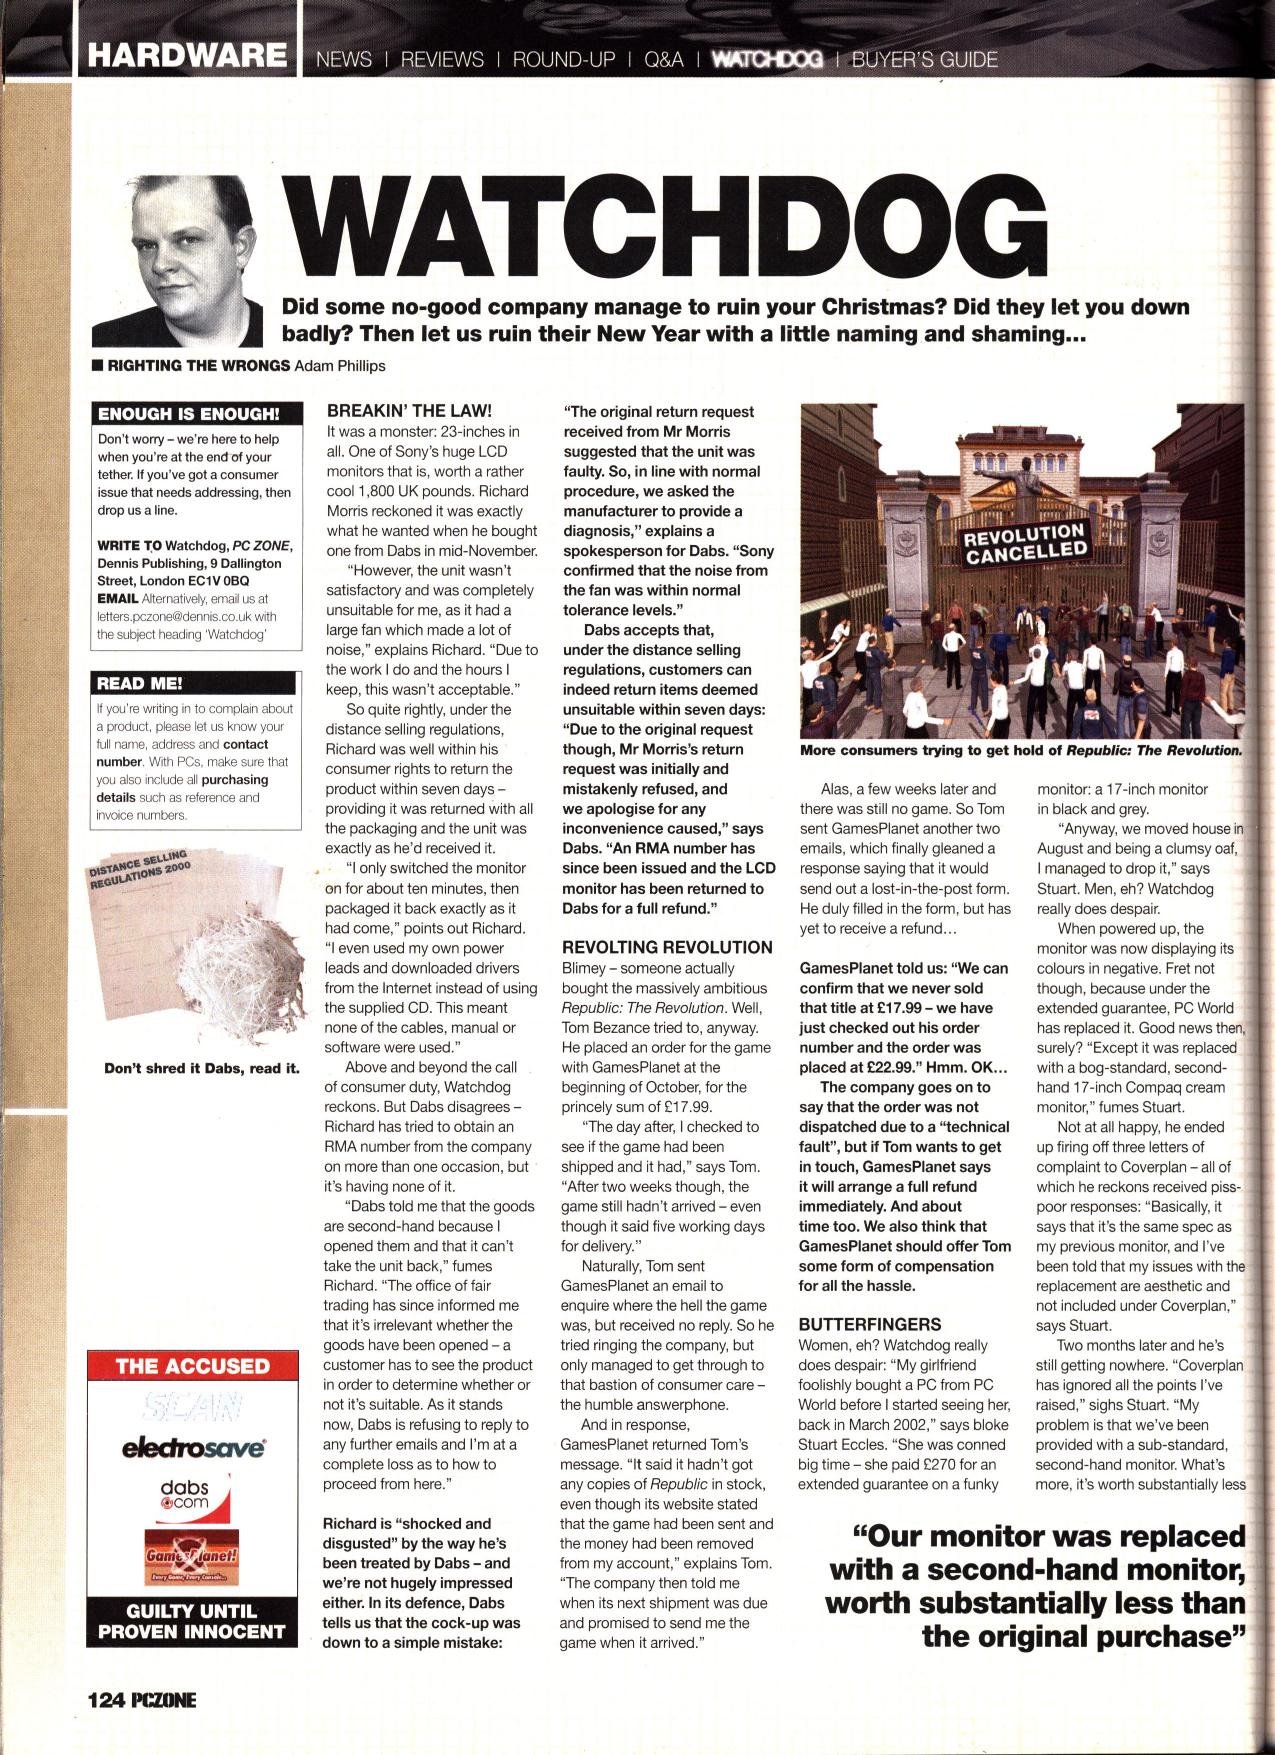 HARDWARE
NEWS | REVIEWS | ROUND-UP | Q&A | WATCHDOG | BUYER'S GUIDE
WATCHDOG
Did some no-good company manage to ruin your Christmas? Did they let you down
badly? Then let us ruin their New Year with a little naming and shaming...
■ RIGHTING THE WRONGS Adam Phillips
ENOUGH IS ENOUGH!
Don't worry – we're here to help
when you're at the end of your
tether. If you've got a consumer
issue that needs addressing, then
drop us a line.
WRITE TO Watchdog, PC ZONE,
Dennis Publishing, 9 Dallington
Street, London EC1V 0BQ
EMAIL Alternatively, email us at
letters.pczone@dennis.co.uk with
the subject heading 'Watchdog'
READ ME!
If you're writing in to complain about
a product, please let us know your
full name, address and contact
number. With PCs, make sure that
you also include all purchasing
details such as reference and
invoice numbers.
DISTANCE SELLING
REGULATIONS 2000
Don't shred it Dabs, read it.
THE ACCUSED
SCAN
electrosave
dabs
.com
GamesPlanet!
Every Game, Every Console...
GUILTY UNTIL
PROVEN INNOCENT
BREAKIN' THE LAW!
It was a monster: 23-inches in
all. One of Sony's huge LCD
monitors that is, worth a rather
cool 1,800 UK pounds. Richard
Morris reckoned it was exactly
what he wanted when he bought
one from Dabs in mid-November.
"However, the unit wasn't
satisfactory and was completely
unsuitable for me, as it had a
large fan which made a lot of
noise," explains Richard. "Due to
the work I do and the hours I
keep, this wasn't acceptable."
So quite rightly, under the
distance selling regulations,
Richard was well within his
consumer rights to return the
product within seven days –
providing it was returned with all
the packaging and the unit was
exactly as he'd received it.
"I only switched the monitor
on for about ten minutes, then
packaged it back exactly as it
had come," points out Richard.
"I even used my own power
leads and downloaded drivers
from the Internet instead of using
the supplied CD. This meant
none of the cables, manual or
software were used."
Above and beyond the call
of consumer duty, Watchdog
reckons. But Dabs disagrees –
Richard has tried to obtain an
RMA number from the company
on more than one occasion, but
it's having none of it.
"Dabs told me that the goods
are second-hand because I
opened them and that it can't
take the unit back," fumes
Richard. "The office of fair
trading has since informed me
that it's irrelevant whether the
goods have been opened – a
customer has to see the product
in order to determine whether or
not it's suitable. As it stands
now, Dabs is refusing to reply to
any further emails and I'm at a
complete loss as to how to
proceed from here."
Richard is "shocked and
disgusted" by the way he's
been treated by Dabs – and
we're not hugely impressed
either. In its defence, Dabs
tells us that the cock-up was
down to a simple mistake:
"The original return request
received from Mr Morris
suggested that the unit was
faulty. So, in line with normal
procedure, we asked the
manufacturer to provide a
diagnosis," explains a
spokesperson for Dabs. "Sony
confirmed that the noise from
the fan was within normal
tolerance levels."
Dabs accepts that,
under the distance selling
regulations, customers can
indeed return items deemed
unsuitable within seven days:
"Due to the original request
though, Mr Morris's return
request was initially and
mistakenly refused, and
we apologise for any
inconvenience caused," says
Dabs. "An RMA number has
since been issued and the LCD
monitor has been returned to
Dabs for a full refund."
REVOLTING REVOLUTION
Blimey – someone actually
bought the massively ambitious
Republic: The Revolution. Well,
Tom Bezance tried to, anyway.
He placed an order for the game
with GamesPlanet at the
beginning of October, for the
princely sum of £17.99.
"The day after, I checked to
see if the game had been
shipped and it had," says Tom.
"After two weeks though, the
game still hadn't arrived – even
though it said five working days
for delivery."
Naturally, Tom sent
GamesPlanet an email to
enquire where the hell the game
was, but received no reply. So he
tried ringing the company, but
only managed to get through to
that bastion of consumer care –
the humble answerphone.
And in response,
GamesPlanet returned Tom's
message. "It said it hadn't got
any copies of Republic in stock,
even though its website stated
that the game had been sent and
the money had been removed
from my account," explains Tom.
"The company then told me
when its next shipment was due
and promised to send me the
game when it arrived."
REVOLUTION
CANCELLED
More consumers trying to get hold of Republic: The Revolution.
Alas, a few weeks later and
there was still no game. So Tom
sent GamesPlanet another two
emails, which finally gleaned a
response saying that it would
send out a lost-in-the-post form.
He duly filled in the form, but has
yet to receive a refund…
GamesPlanet told us: "We can
confirm that we never sold
that title at £17.99 – we have
just checked out his order
number and the order was
placed at £22.99." Hmm. OK…
The company goes on to
say that the order was not
dispatched due to a "technical
fault", but if Tom wants to get
in touch, GamesPlanet says
it will arrange a full refund
immediately. And about
time too. We also think that
GamesPlanet should offer Tom
some form of compensation
for all the hassle.
BUTTERFINGERS
Women, eh? Watchdog really
does despair: "My girlfriend
foolishly bought a PC from PC
World before I started seeing her,
back in March 2002," says bloke
Stuart Eccles. "She was conned
big time – she paid £270 for an
extended guarantee on a funky
monitor: a 17-inch monitor
in black and grey.
"Anyway, we moved house in
August and being a clumsy oaf,
I managed to drop it," says
Stuart. Men, eh? Watchdog
really does despair.
When powered up, the
monitor was now displaying its
colours in negative. Fret not
though, because under the
extended guarantee, PC World
has replaced it. Good news then,
surely? "Except it was replaced
with a bog-standard, second-
hand 17-inch Compaq cream
monitor," fumes Stuart.
Not at all happy, he ended
up firing off three letters of
complaint to Coverplan – all of
which he reckons received piss-
poor responses: "Basically, it
says that it's the same spec as
my previous monitor, and I've
been told that my issues with the
replacement are aesthetic and
not included under Coverplan,"
says Stuart.
Two months later and he's
still getting nowhere. "Coverplan
has ignored all the points I've
raised," sighs Stuart. "My
problem is that we've been
provided with a sub-standard,
second-hand monitor. What's
more, it's worth substantially less
"Our monitor was replaced
with a second-hand monitor,
worth substantially less than
the original purchase"
124 PCZONE